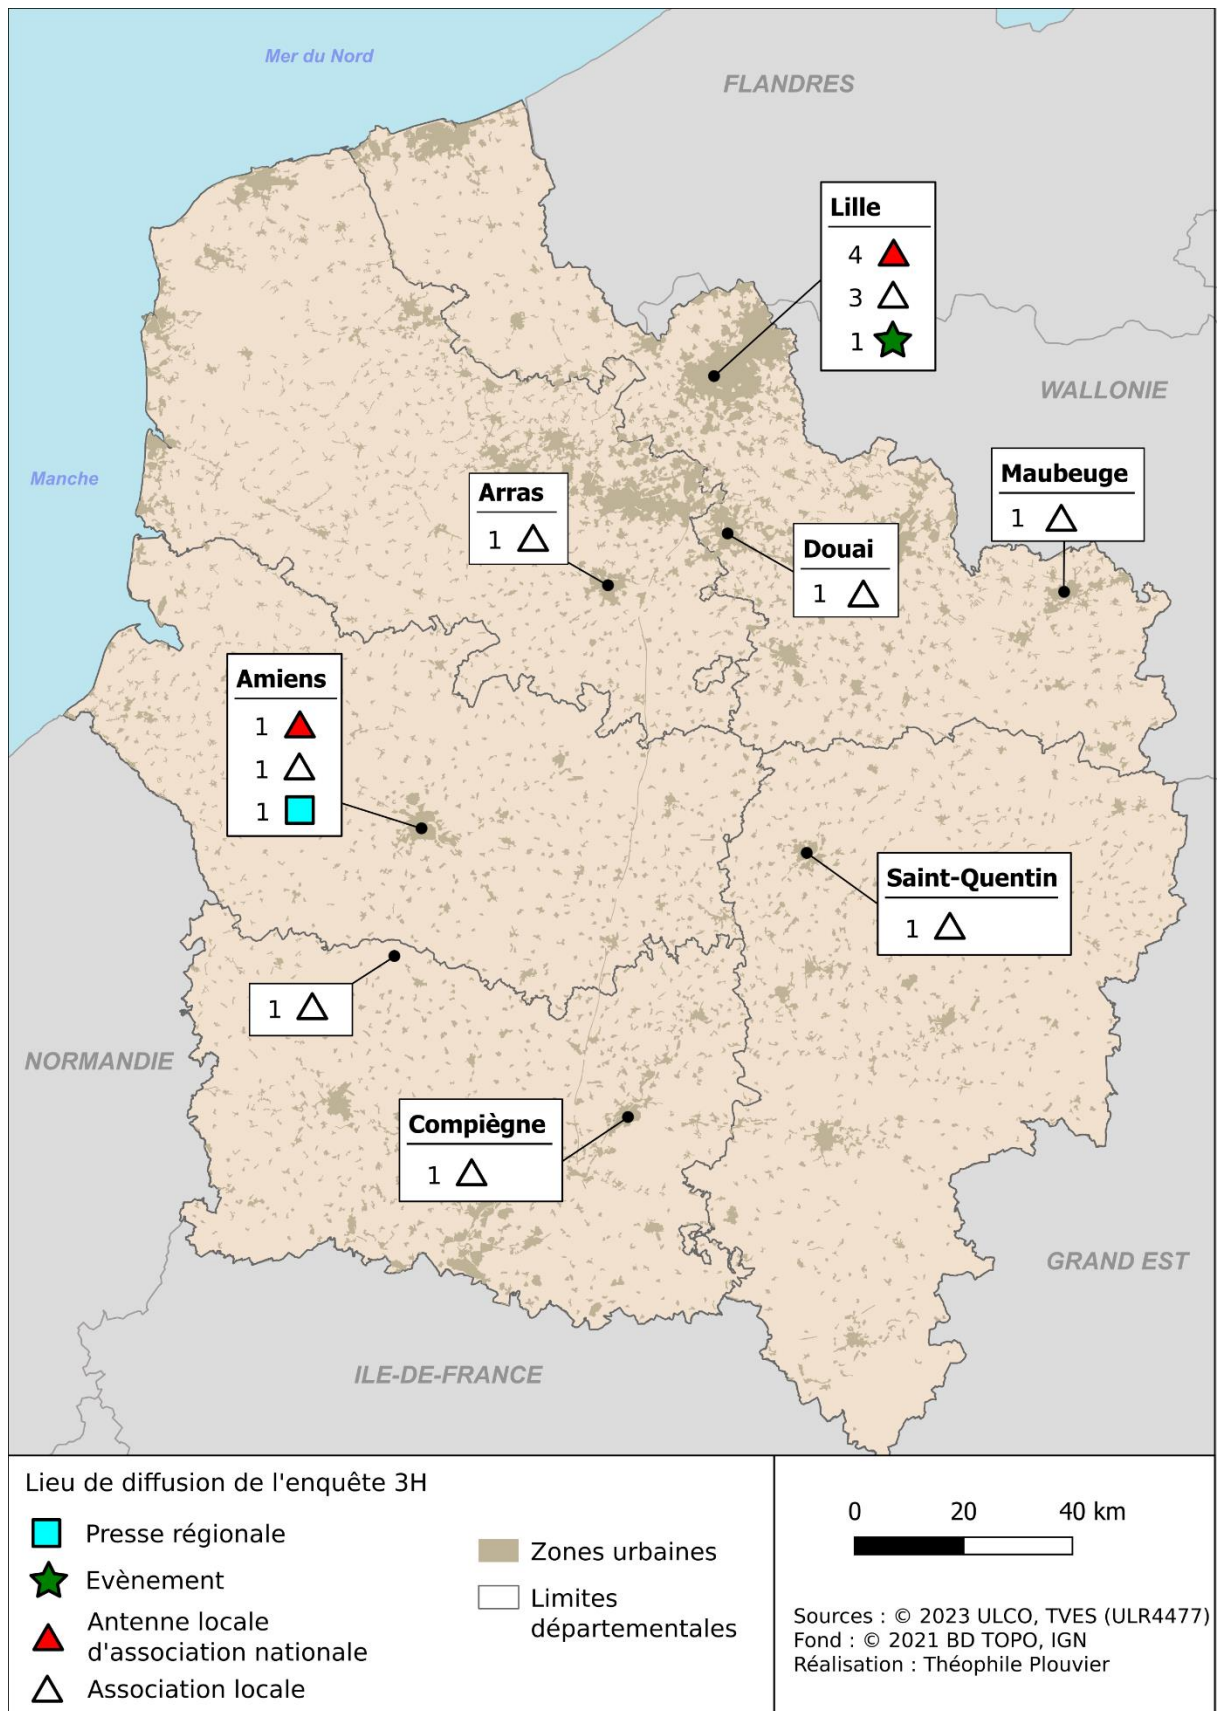 Mer du Nord
FLANDRES
Lille
4
3
1
WALLONIE
Manche
Arras
1
Maubeuge
1
Douai
1
Amiens
1
1
1
Saint-Quentin
1
1
NORMANDIE
Compiègne
1
GRAND EST
ILE-DE-FRANCE
Lieu de diffusion de l'enquête 3H
Presse régionale
Evènement
Antenne locale
d'association nationale
Association locale
Zones urbaines
Limites
départementales
0 20 40 km
Sources : © 2023 ULCO, TVES (ULR4477)
Fond : © 2021 BD TOPO, IGN
Réalisation : Théophile Plouvier